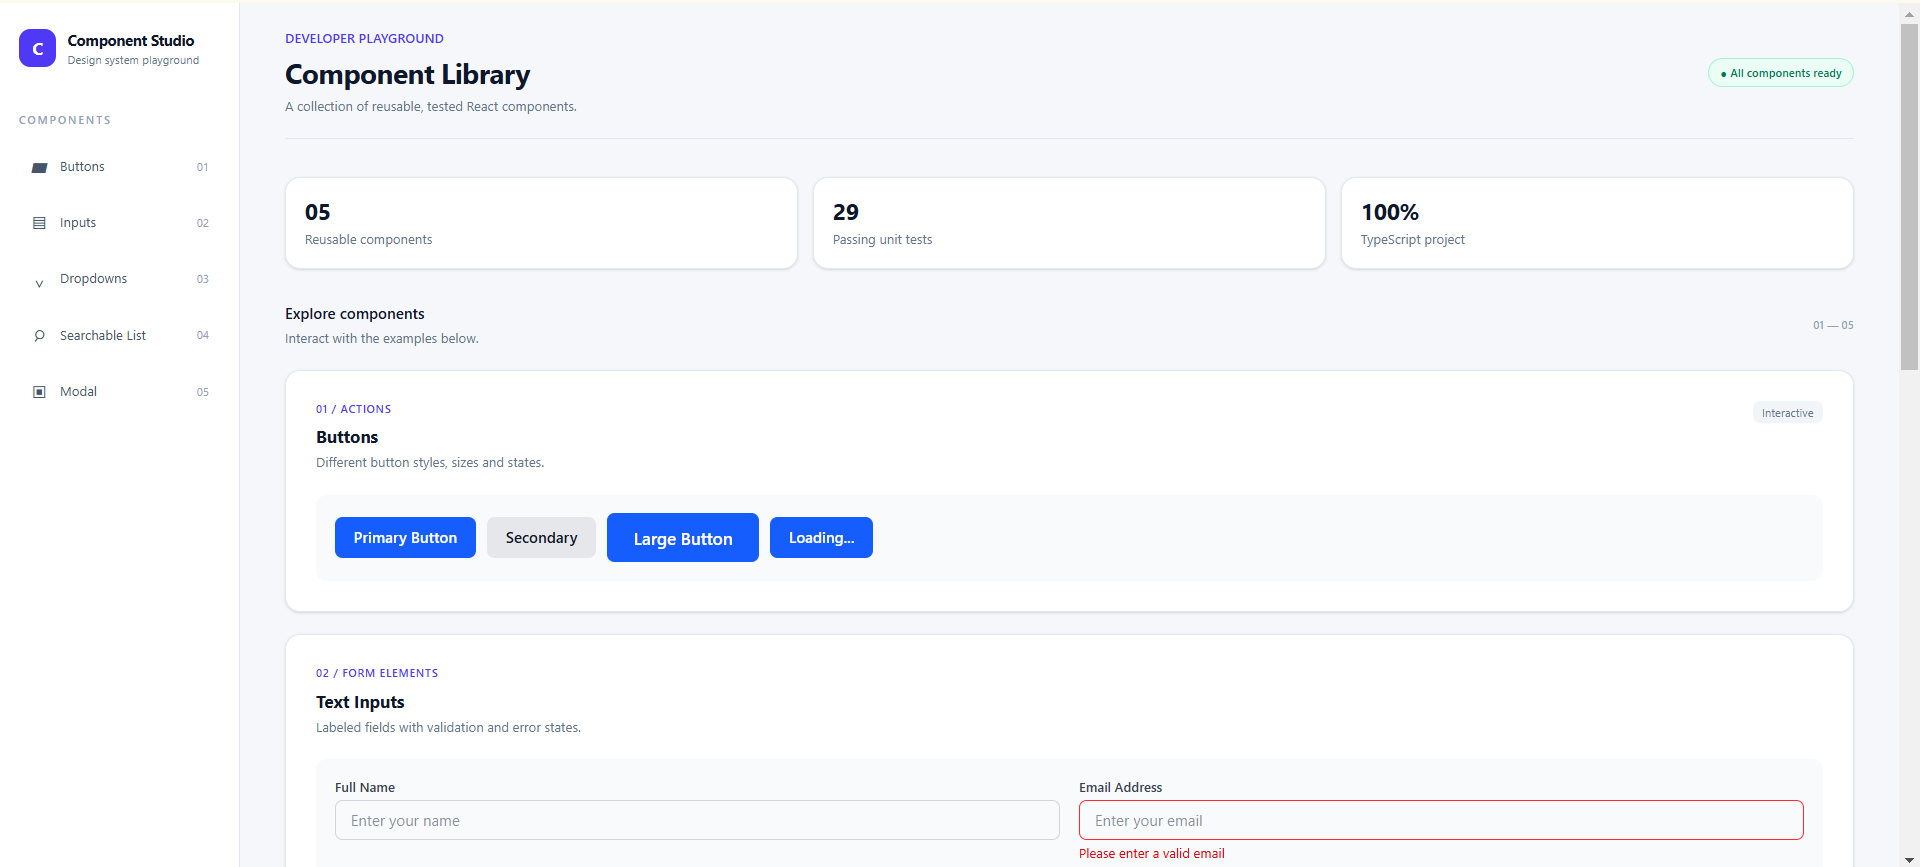 C
Component Studio
Design system playground
COMPONENTS
Buttons 01
Inputs 02
Dropdowns 03
Searchable List 04
Modal 05
DEVELOPER PLAYGROUND
Component Library
A collection of reusable, tested React components.
● All components ready
05
Reusable components
29
Passing unit tests
100%
TypeScript project
Explore components
Interact with the examples below.
01 — 05
01 / ACTIONS
Buttons
Different button styles, sizes and states.
Interactive
Primary Button
Secondary
Large Button
Loading...
02 / FORM ELEMENTS
Text Inputs
Labeled fields with validation and error states.
Full Name
Enter your name
Email Address
Enter your email
Please enter a valid email